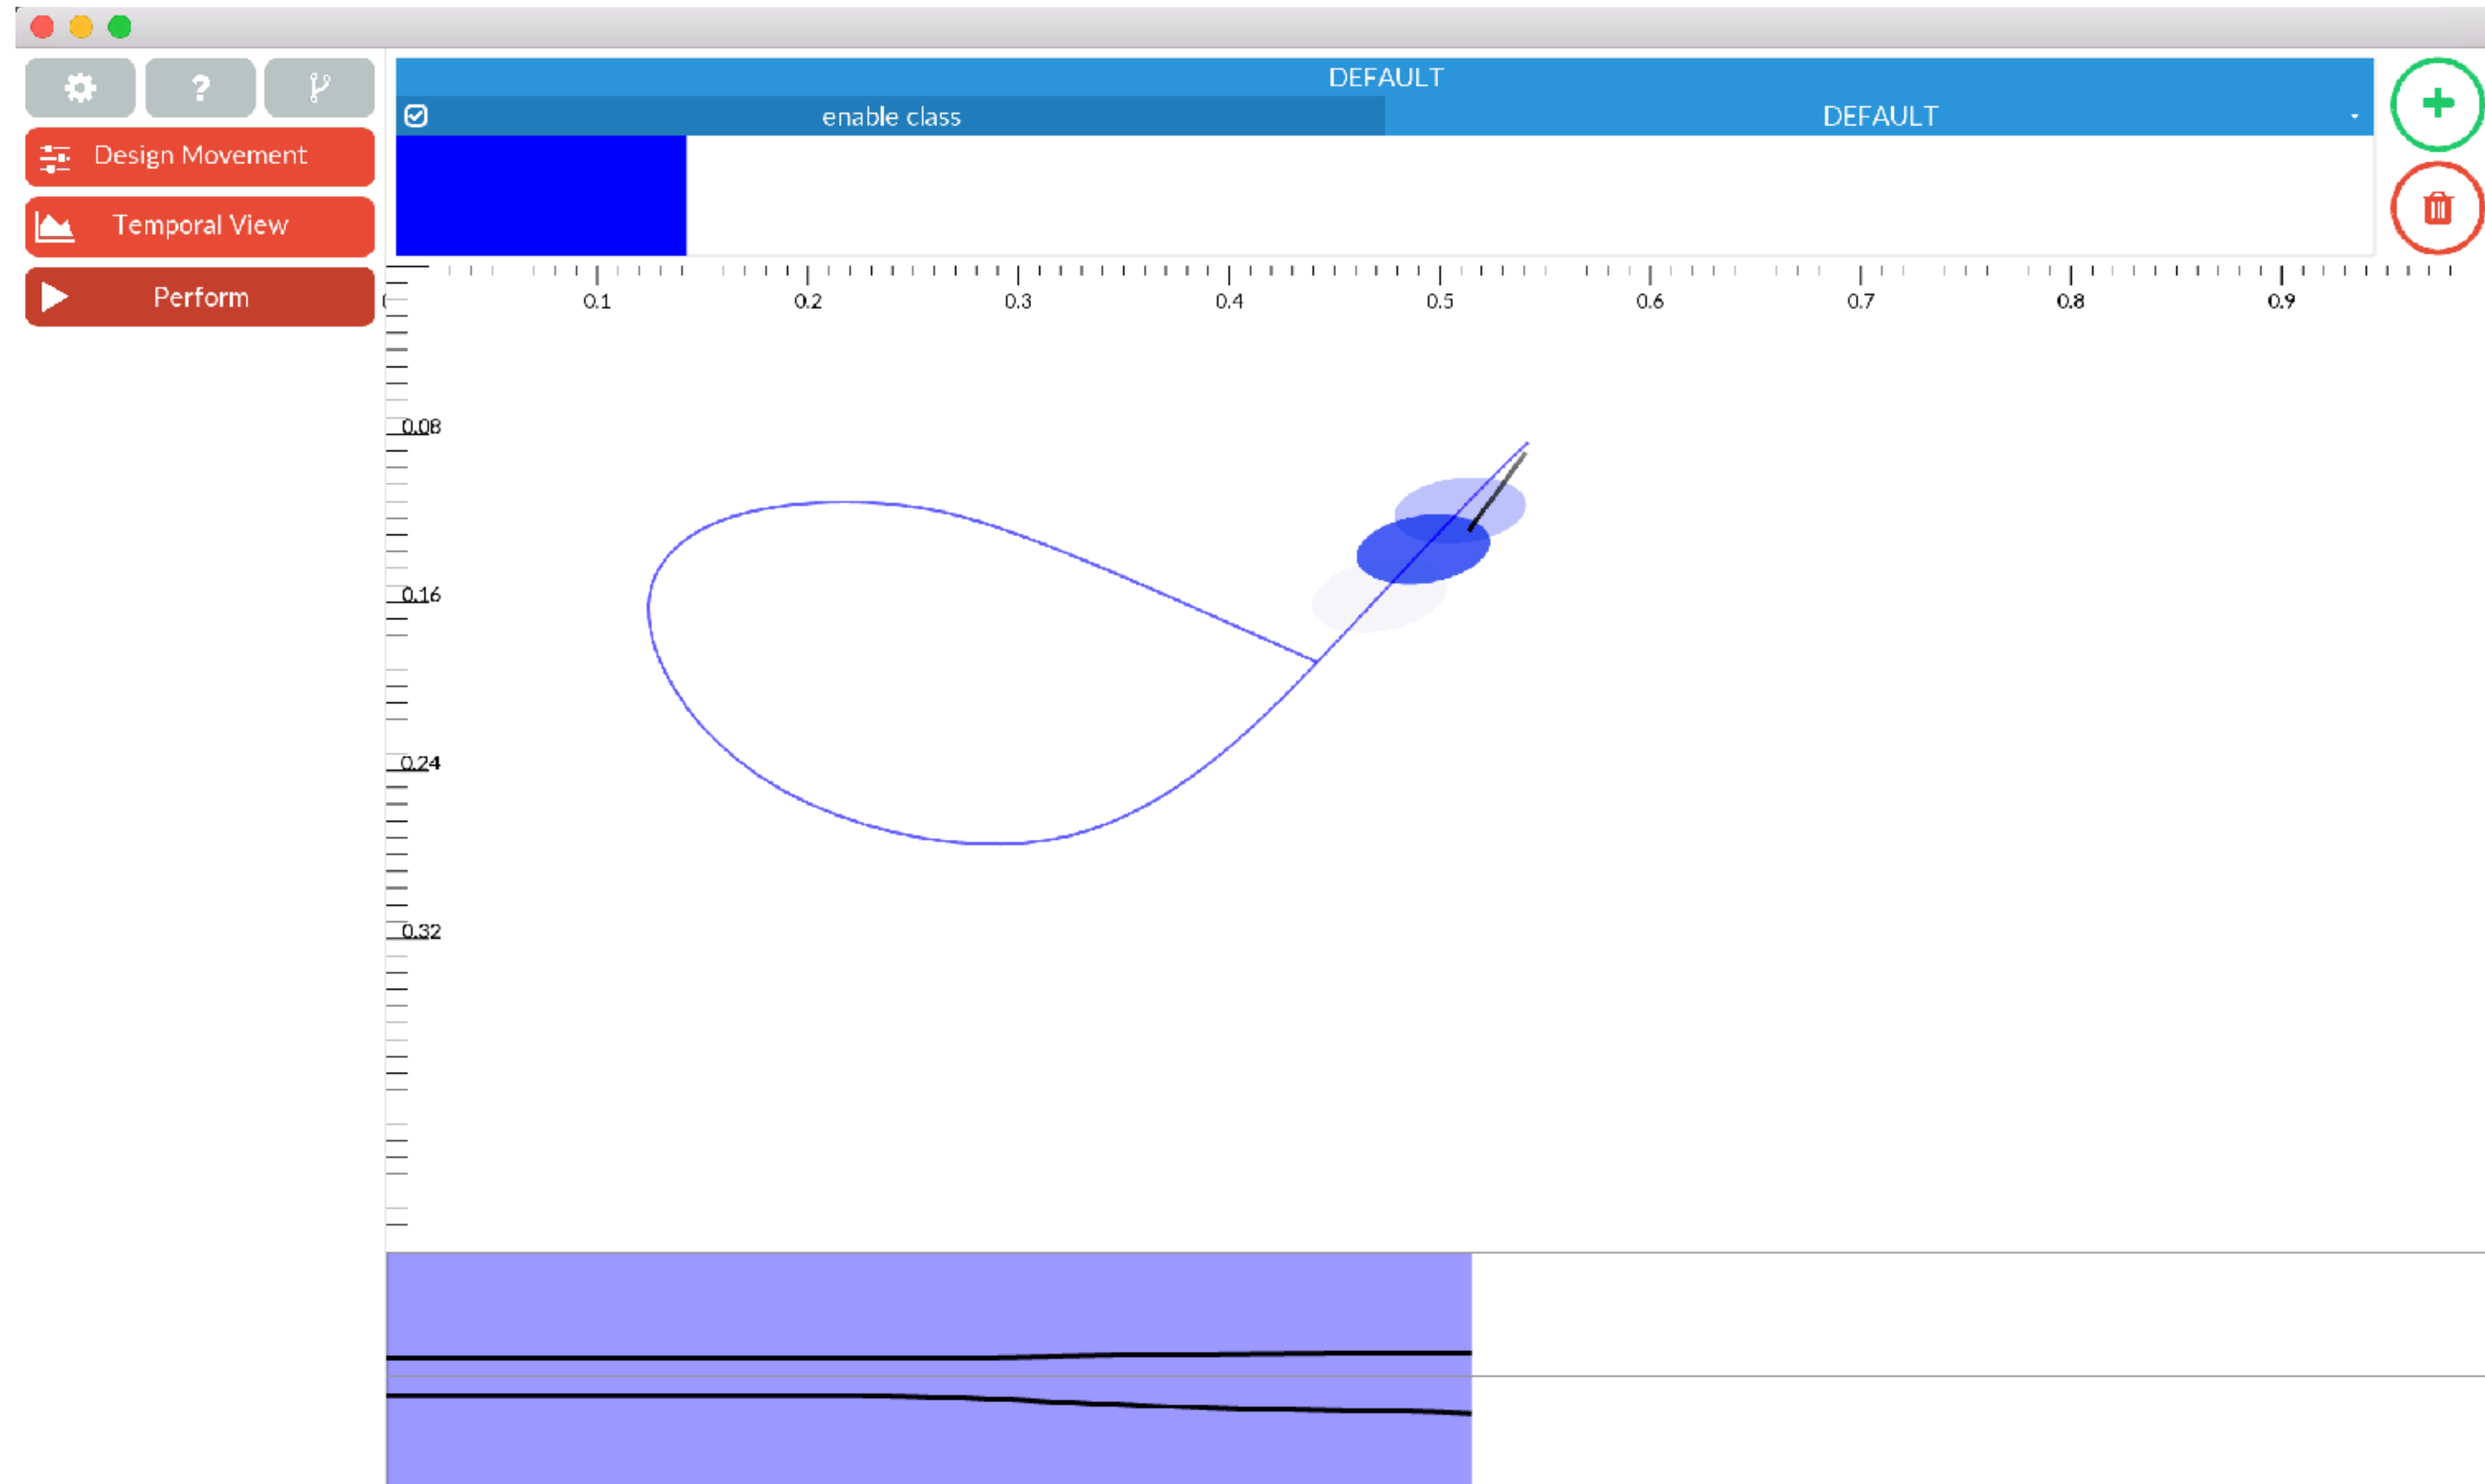 ?
DEFAULT
enable class DEFAULT
Design Movement
Temporal View
Perform
0.1 0.2 0.3 0.4 0.5 0.6 0.7 0.8 0.9
0.08
0.16
0.24
0.32